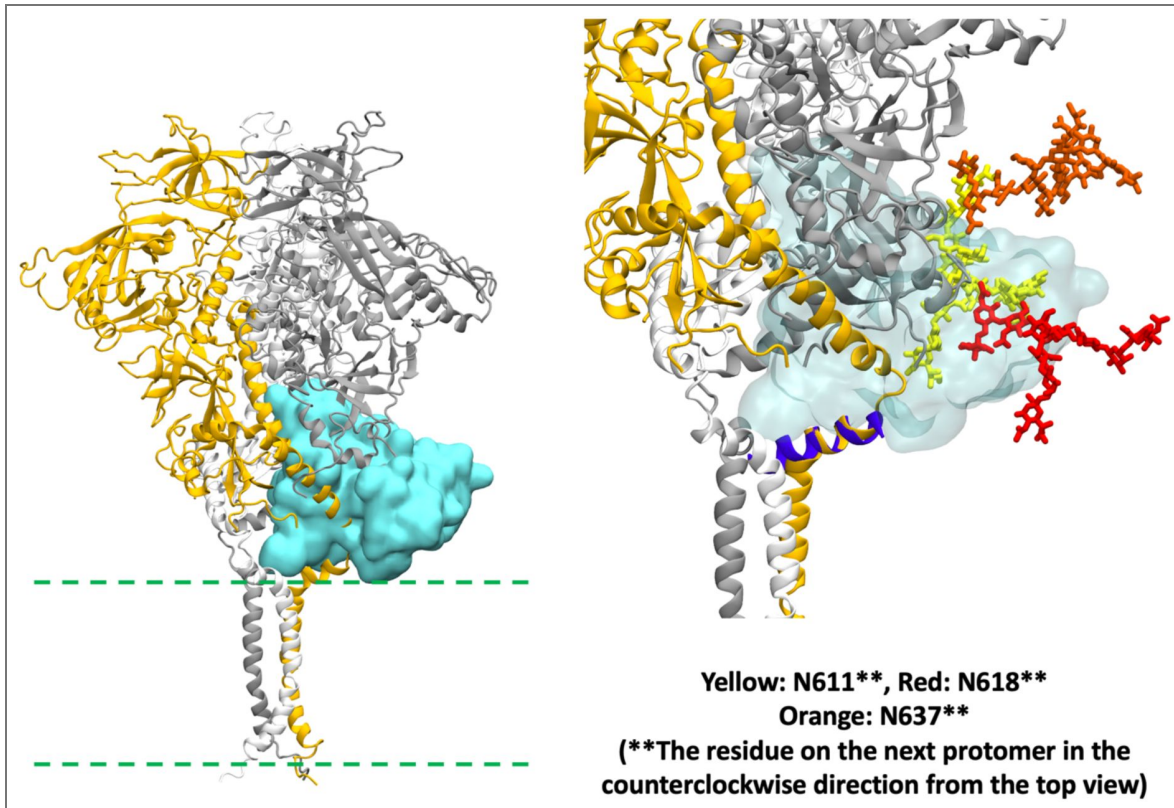 Yellow: N611**, Red: N618**
Orange: N637**
(**The residue on the next protomer in the
counterclockwise direction from the top view)